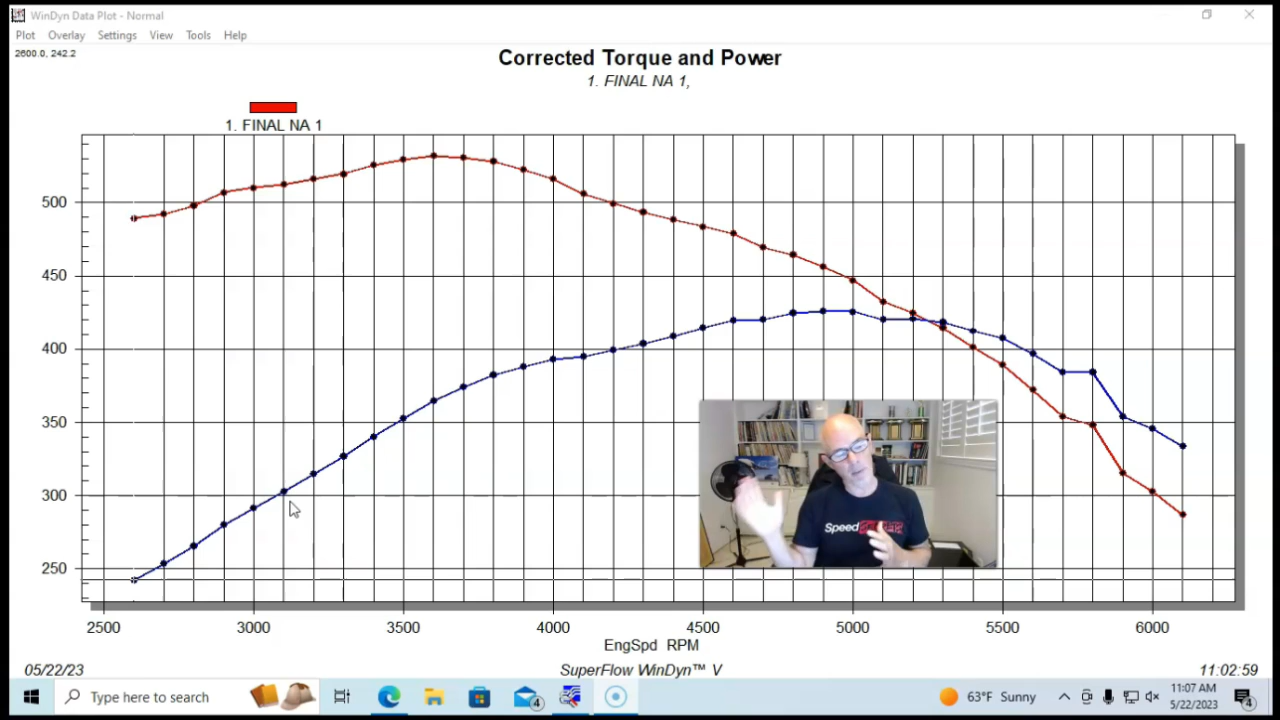 WinDyn Data Plot - Normal
Plot Overlay Settings View Tools Help
2600.0, 242.2
Corrected Torque and Power
1. FINAL NA 1,
1. FINAL NA 1
500
450
400
350
300
250
2500 3000 3500 4000 4500 5000 5500 6000
EngSpd RPM
Speed
05/22/23 SuperFlow WinDyn™ V 11:02:59
Type here to search
4
63°F Sunny
11:07 AM
5/22/2023
4